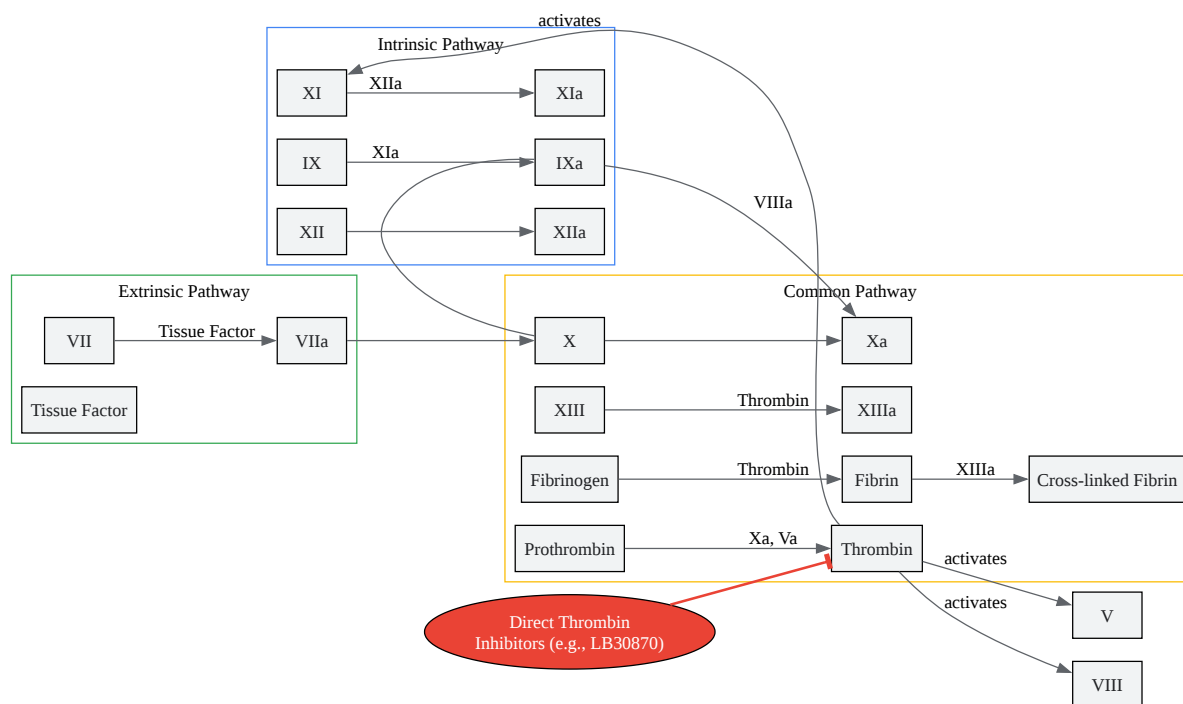 activates
Intrinsic Pathway
XI
XIIa
XIa
IX
XIa
IXa
XII
XIIa
VIIIa
Extrinsic Pathway
VII
Tissue Factor
VIIa
Tissue Factor
Common Pathway
X
Xa
XIII
Thrombin
XIIIa
Fibrinogen
Thrombin
Fibrin
XIIIa
Cross-linked Fibrin
Prothrombin
Xa, Va
Thrombin
activates
activates
V
VIII
Direct Thrombin
Inhibitors (e.g., LB30870)